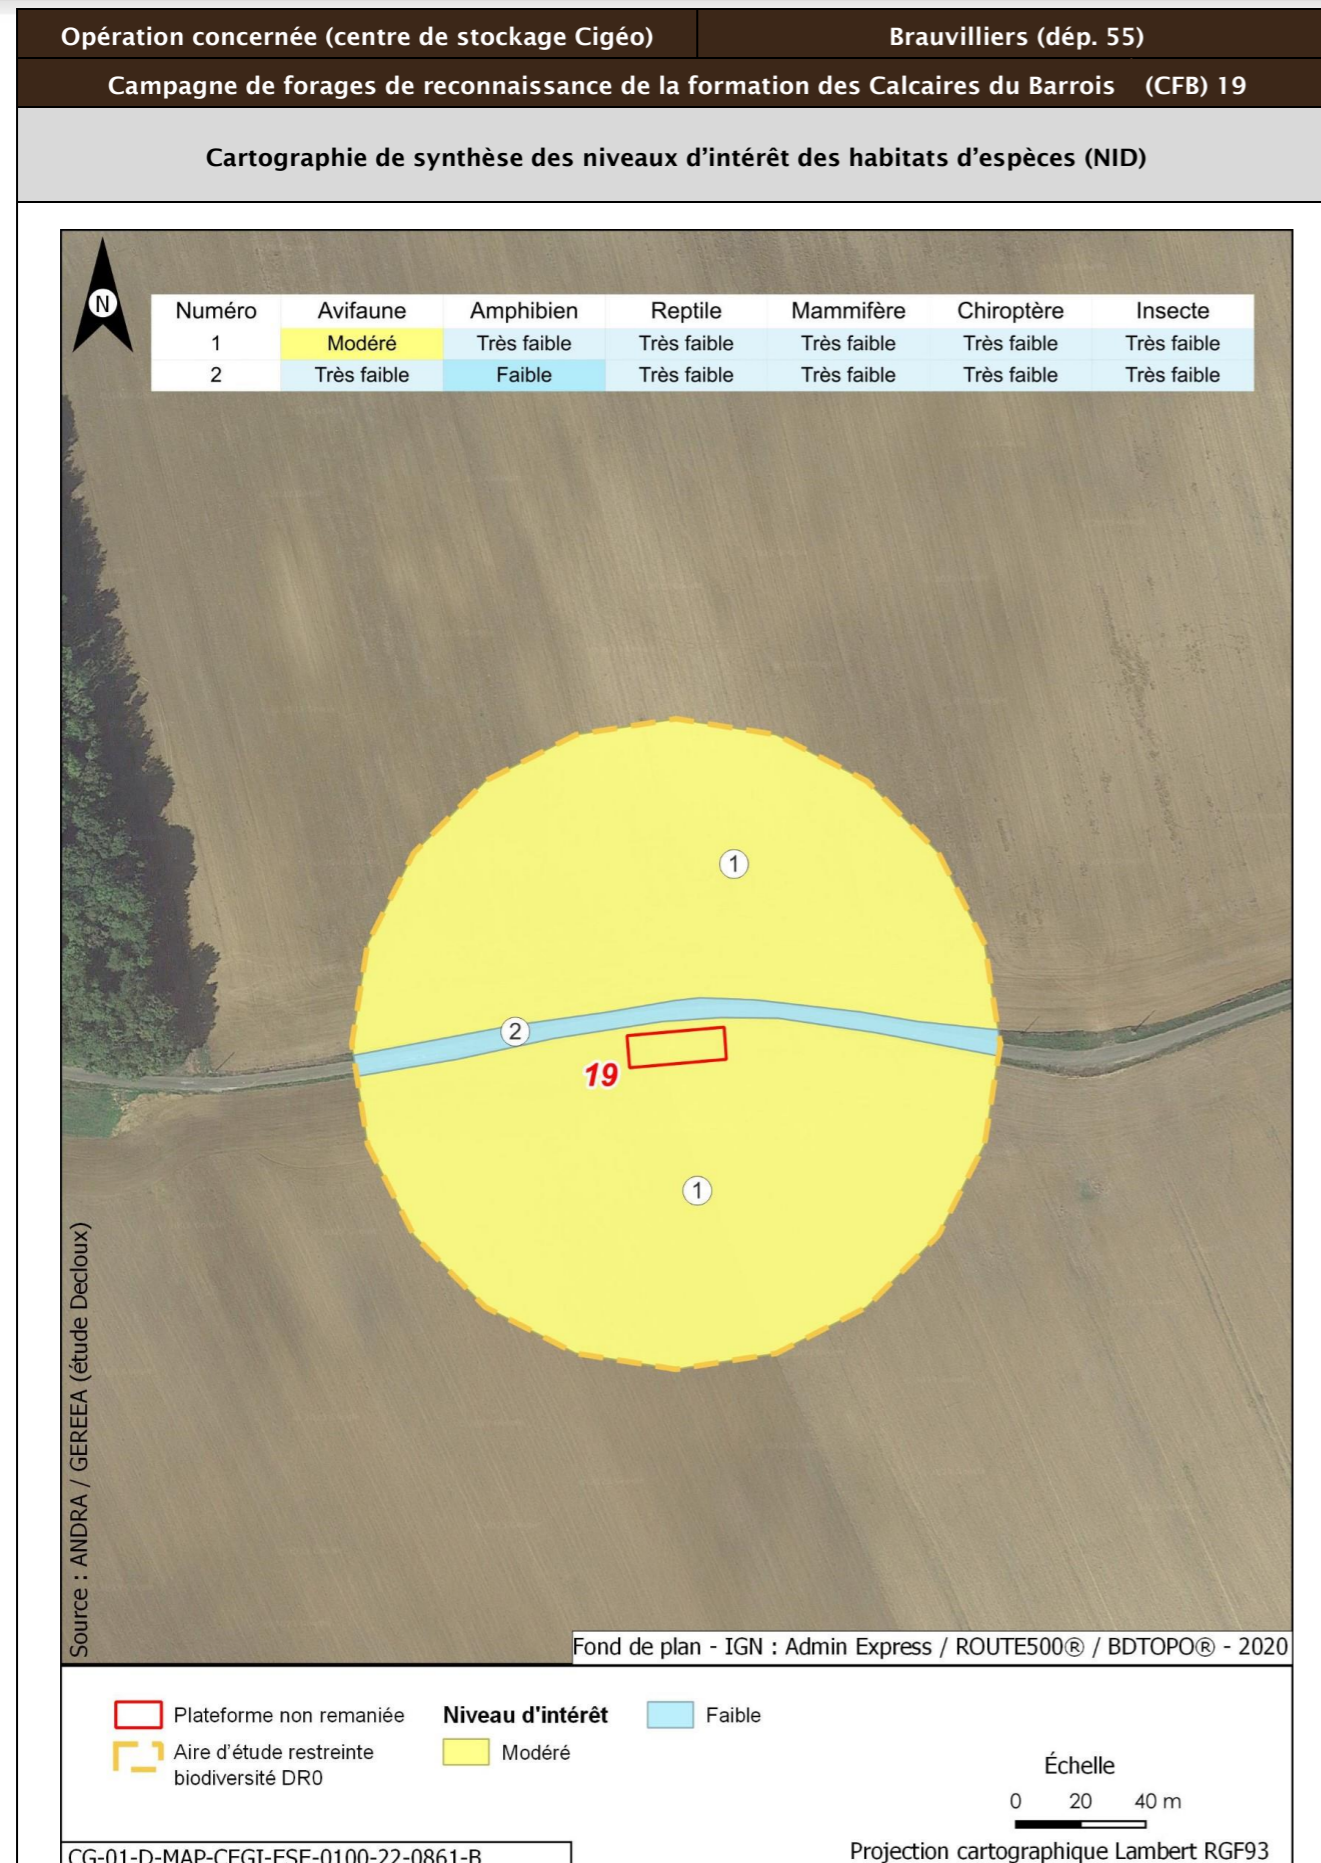 Opération concernée (centre de stockage Cigéo) Brauvilliers (dép. 55)
Campagne de forages de reconnaissance de la formation des Calcaires du Barrois (CFB) 19
Cartographie de synthèse des niveaux d'intérêt des habitats d'espèces (NID)
N
Numéro Avifaune Amphibien Reptile Mammifère Chiroptère Insecte
1 Modéré Très faible Très faible Très faible Très faible Très faible
2 Très faible Faible Très faible Très faible Très faible Très faible
1
2
19
1
Source : ANDRA / GEREEA (étude Decloux)
Fond de plan - IGN : Admin Express / ROUTE500® / BDTOPO® - 2020
Plateforme non remaniée
Aire d'étude restreinte
biodiversité DR0
Niveau d'intérêt
Modéré
Faible
Échelle
0 20 40 m
Projection cartographique Lambert RGF93
CG-01-D-MAP-CEGI-ESE-0100-22-0861-B